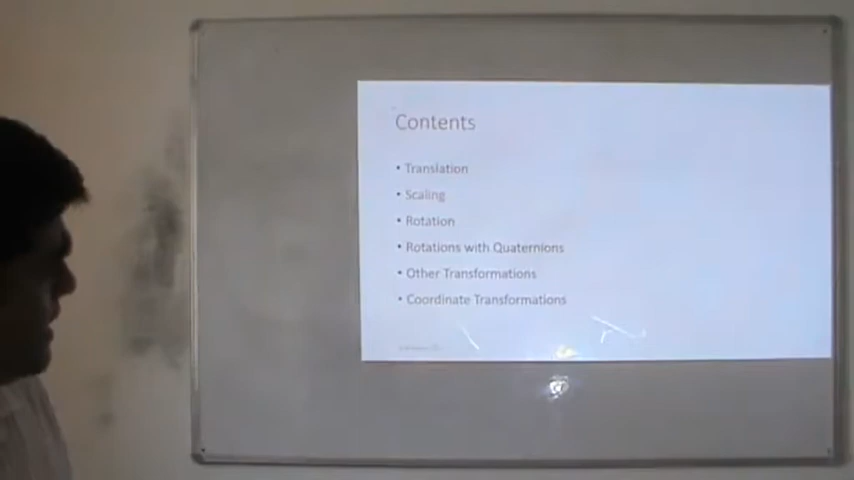 Contents
• Translation
• Scaling
• Rotation
• Rotations with Quaternions
• Other Transformations
• Coordinate Transformations